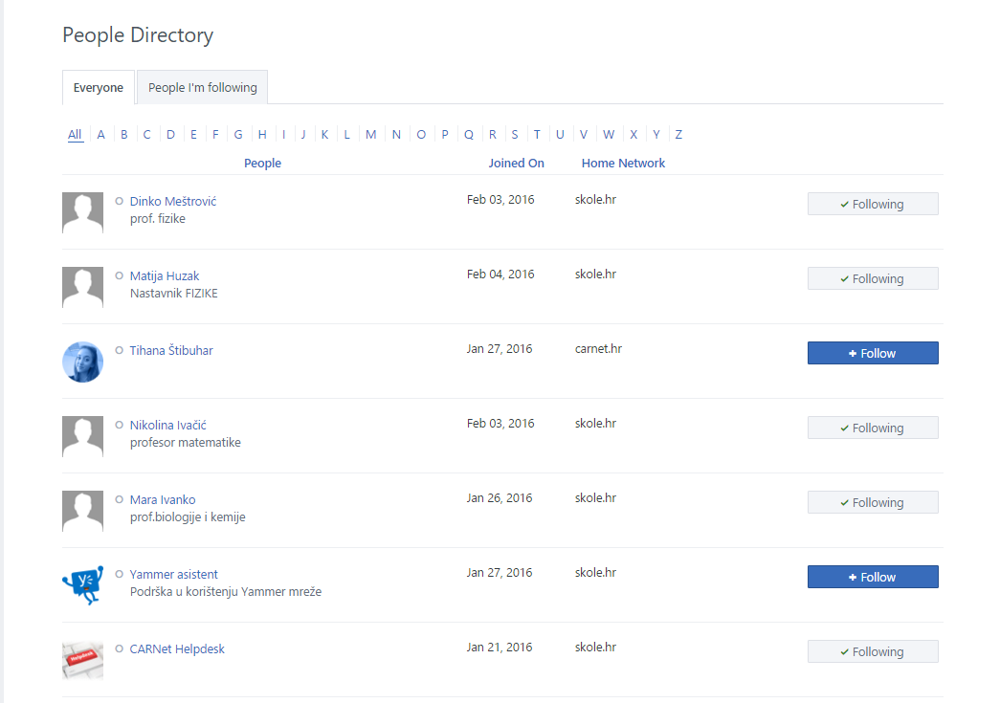 People Directory
Everyone People I'm following
All A B C D E F G H I J K L M N O P Q R S T U V W X Y Z
People Joined On Home Network
Dinko Meštrović Feb 03, 2016 skole.hr Following
prof. fizike
Matija Huzak Feb 04, 2016 skole.hr Following
Nastavnik FIZIKE
Tihana Štibuhar Jan 27, 2016 carnet.hr Follow
Nikolina Ivačić Feb 03, 2016 skole.hr Following
profesor matematike
Mara Ivanko Jan 26, 2016 skole.hr Following
prof.biologije i kemije
Yammer asistent Jan 27, 2016 skole.hr Follow
Podrška u korištenju Yammer mreže
CARNet Helpdesk Jan 21, 2016 skole.hr Following
Helpdesk